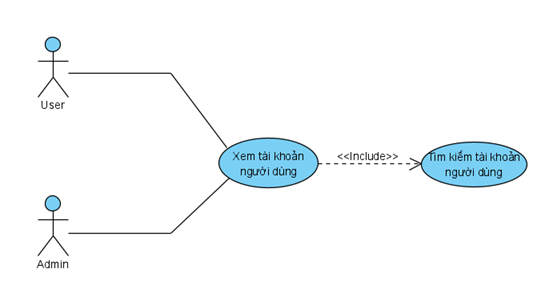 User
Xem tài khoản
người dùng
<<Include>>
Tìm kiếm tài khoản
người dùng
Admin